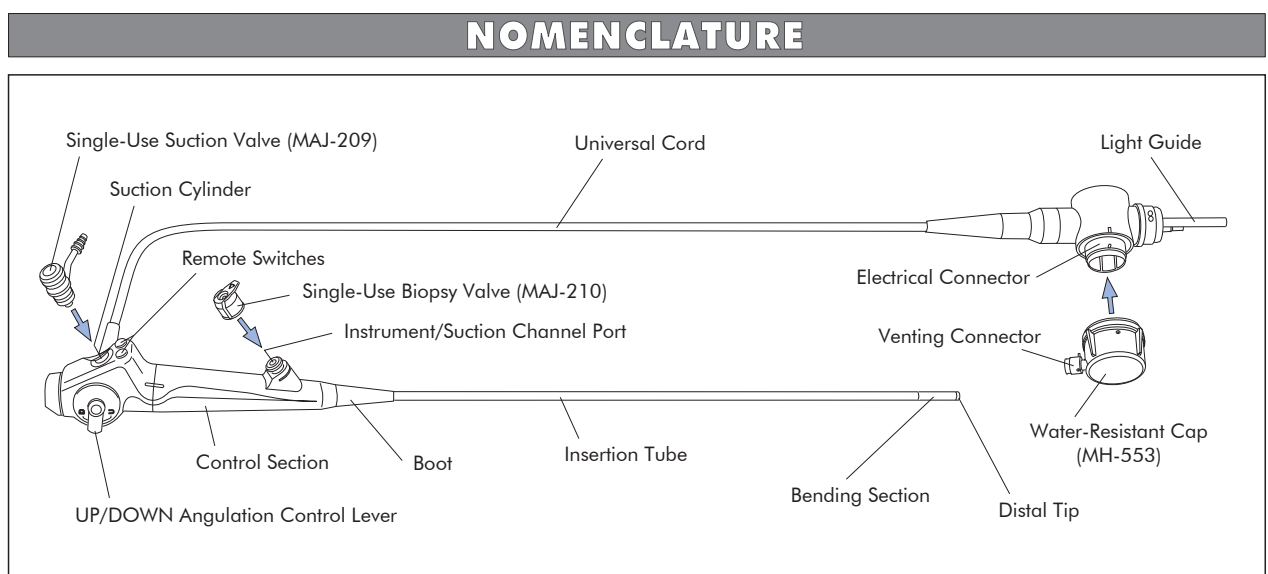 NOMENCLATURE
Single-Use Suction Valve (MAJ-209)
Universal Cord
Light Guide
Suction Cylinder
Remote Switches
Electrical Connector
Single-Use Biopsy Valve (MAJ-210)
Instrument/Suction Channel Port
Venting Connector
Water-Resistant Cap
(MH-553)
Control Section
Boot
Insertion Tube
Bending Section
Distal Tip
UP/DOWN Angulation Control Lever